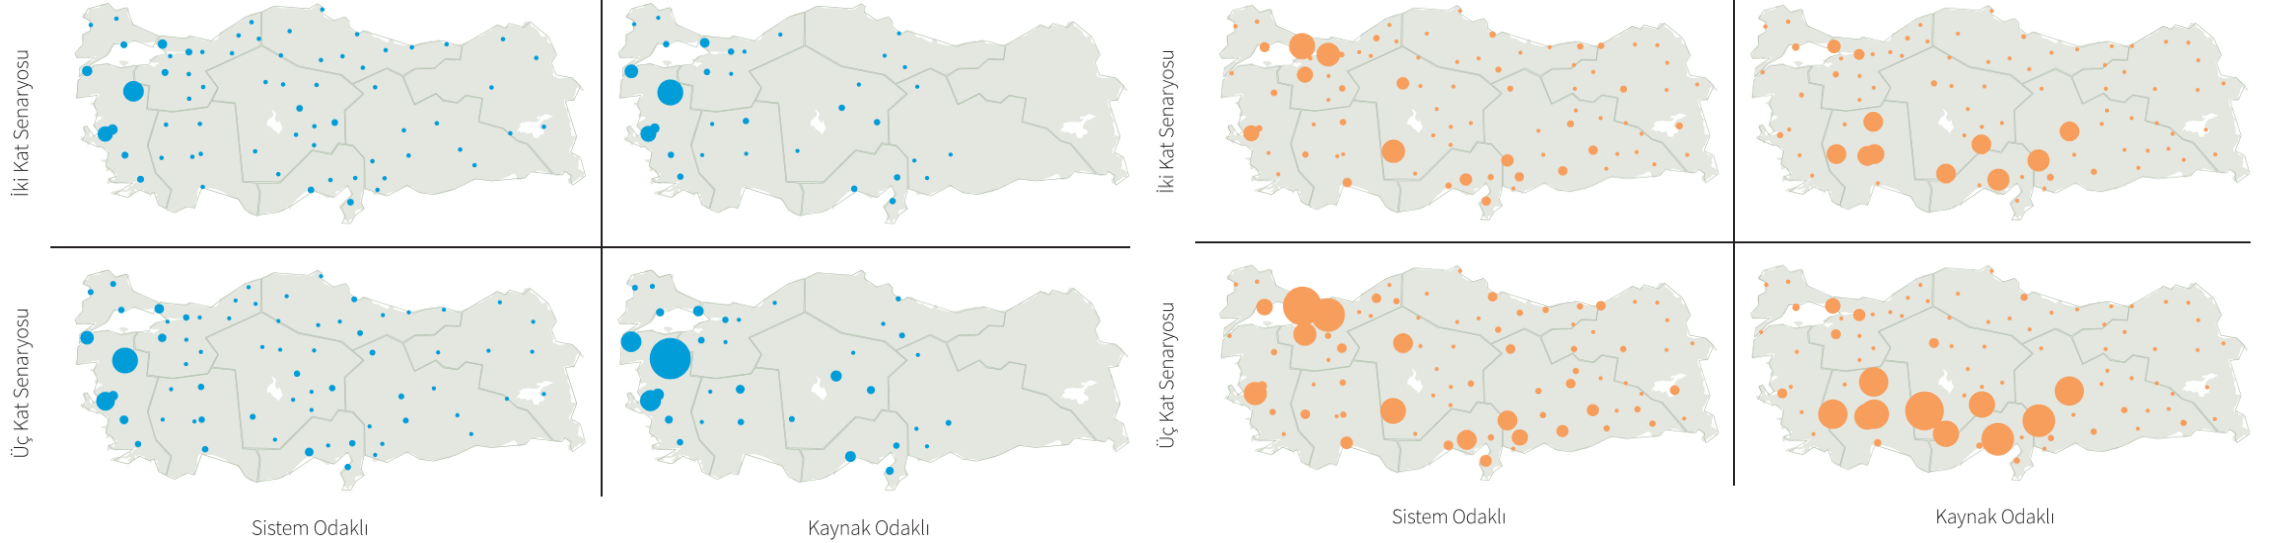 İki Kat Senaryosu
Üç Kat Senaryosu
Sistem Odaklı
Kaynak Odaklı
İki Kat Senaryosu
Üç Kat Senaryosu
Sistem Odaklı
Kaynak Odaklı